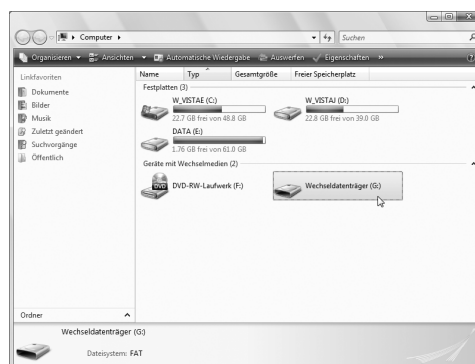 Computer
Suchen
Organisieren Ansichten Automatische Wiedergabe Auswerfen Eigenschaften »
Linkfavoriten
Dokumente
Bilder
Musik
Zuletzt geändert
Suchvorgänge
Öffentlich
Ordner
Name Typ Gesamtgröße Freier Speicherplatz
Festplatten (3)
W_VISTAE (C:)
22.7 GB frei von 48.8 GB
W_VISTAJ (D:)
22.8 GB frei von 39.0 GB
DATA (E:)
1.76 GB frei von 61.0 GB
Geräte mit Wechselmedien (2)
DVD
DVD-RW-Laufwerk (F:)
Wechseldatenträger (G:)
Wechseldatenträger (G:)
Dateisystem: FAT